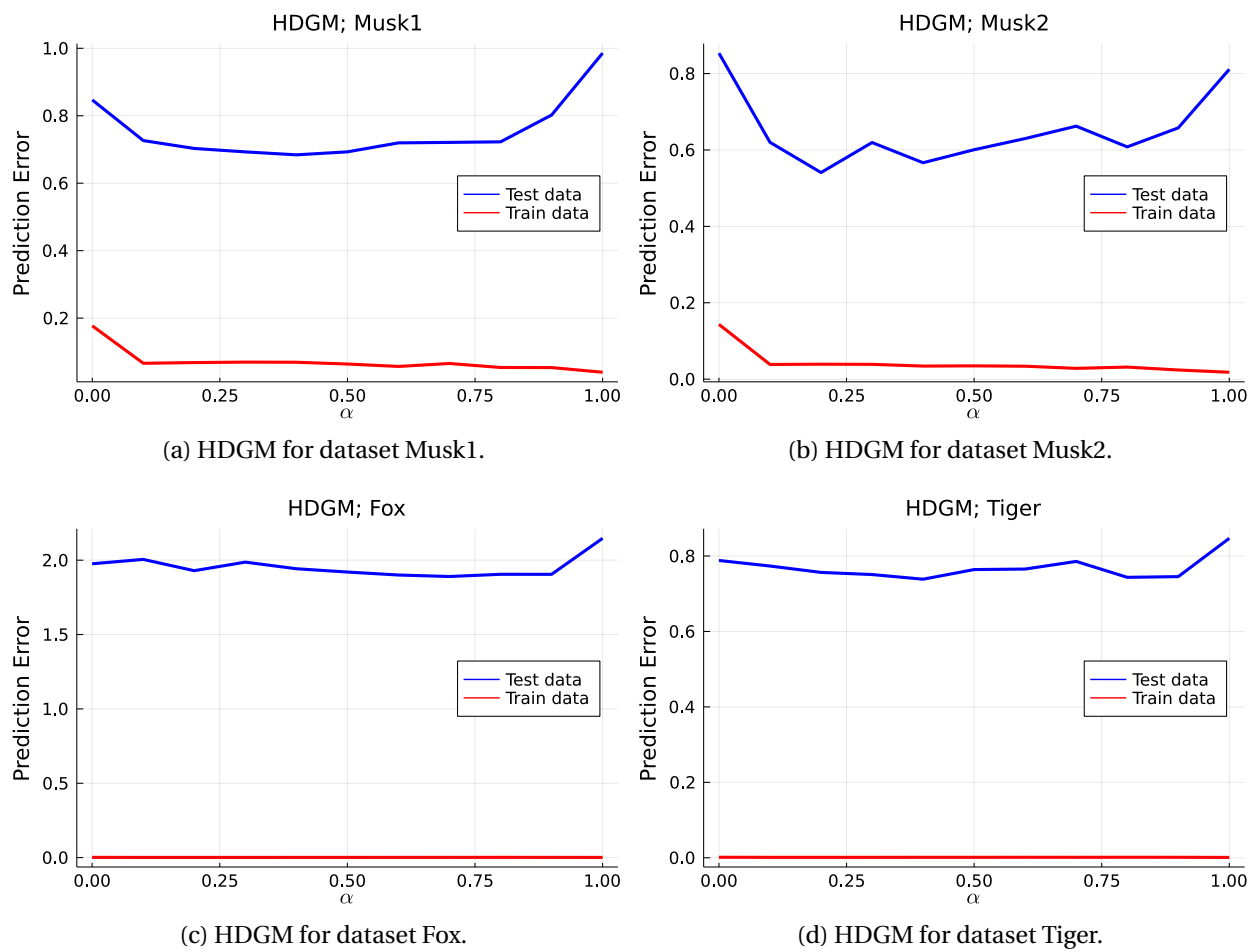 HDGM; Musk1
Prediction Error
1.0
0.8
0.6
0.4
0.2
Test data
Train data
0.00
0.25
0.50
0.75
1.00
α
(a) HDGM for dataset Musk1.
HDGM; Musk2
Prediction Error
0.8
0.6
0.4
0.2
0.0
Test data
Train data
0.00
0.25
0.50
0.75
1.00
α
(b) HDGM for dataset Musk2.
HDGM; Fox
Prediction Error
2.0
1.5
1.0
0.5
0.0
Test data
Train data
0.00
0.25
0.50
0.75
1.00
α
(c) HDGM for dataset Fox.
HDGM; Tiger
Prediction Error
0.8
0.6
0.4
0.2
0.0
Test data
Train data
0.00
0.25
0.50
0.75
1.00
α
(d) HDGM for dataset Tiger.